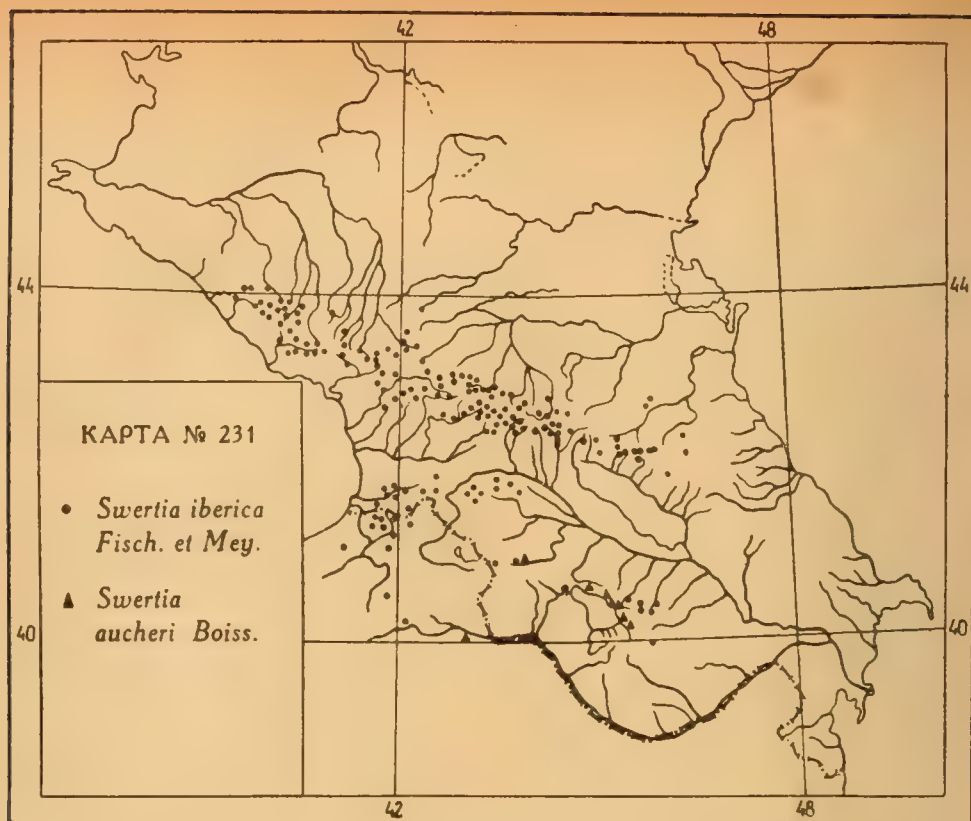 42 48
44 44
КАРТА № 231
Swertia iberica
Fisch. et Mey.
Swertia
aucheri Boiss.
40 40
42 48